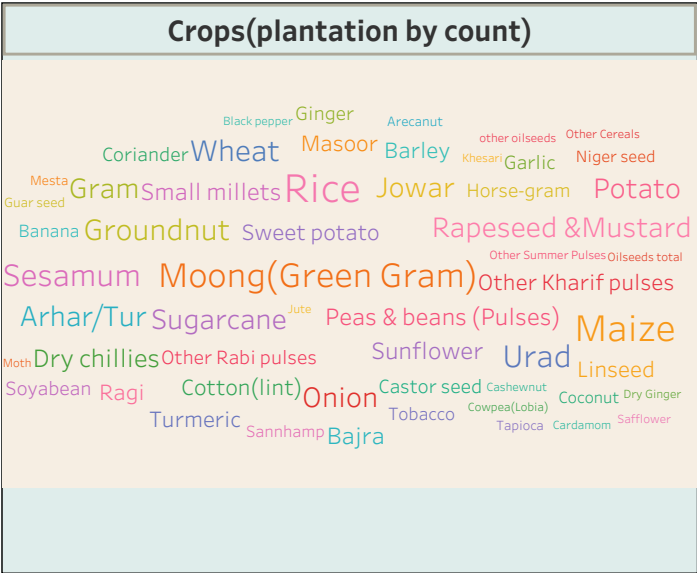 Crops(plantation by count)
Black pepper Ginger Arecanut
Coriander Wheat Masoor Barley other oilseeds Other Cereals
Khesari Garlic Niger seed
Mesta Gram Small millets Rice Jowar Horse-gram Potato
Guar seed
Banana Groundnut Sweet potato Rapeseed &Mustard
Other Summer Pulses Oilseeds total
Sesamum Moong(Green Gram) Other Kharif pulses
Arhar/Tur Sugarcane Jute Peas & beans (Pulses) Maize
Moth Dry chillies Other Rabi pulses Sunflower Urad Linseed
Soyabean Ragi Cotton(lint) Onion Castor seed Cashewnut Coconut Dry Ginger
Turmeric Tobacco Cowpea(Lobia)
Sannhamp Bajra Tapioca Cardamom Safflower